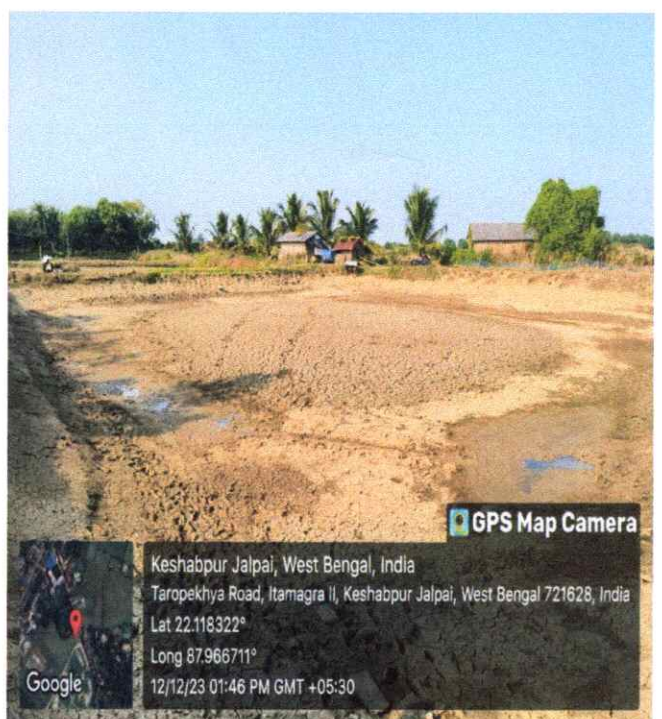 GPS Map Camera
Keshabpur Jalpai, West Bengal, India
Taropekhya Road, Itamagra II, Keshabpur Jalpai, West Bengal 721628, India
Lat 22.118322°
Long 87.966711°
12/12/23 01:46 PM GMT +05:30
Google